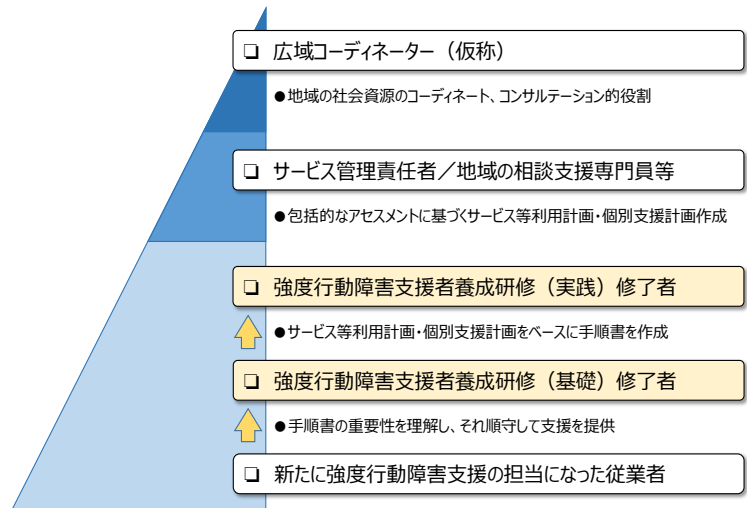 ❏ 広域コーディネーター（仮称）
●地域の社会資源のコーディネート、コンサルテーション的役割
❏ サービス管理責任者／地域の相談支援専門員等
●包括的なアセスメントに基づくサービス等利用計画・個別支援計画作成
❏ 強度行動障害支援者養成研修（実践）修了者
●サービス等利用計画・個別支援計画をベースに手順書を作成
❏ 強度行動障害支援者養成研修（基礎）修了者
●手順書の重要性を理解し、それ順守して支援を提供
❏ 新たに強度行動障害支援の担当になった従業者